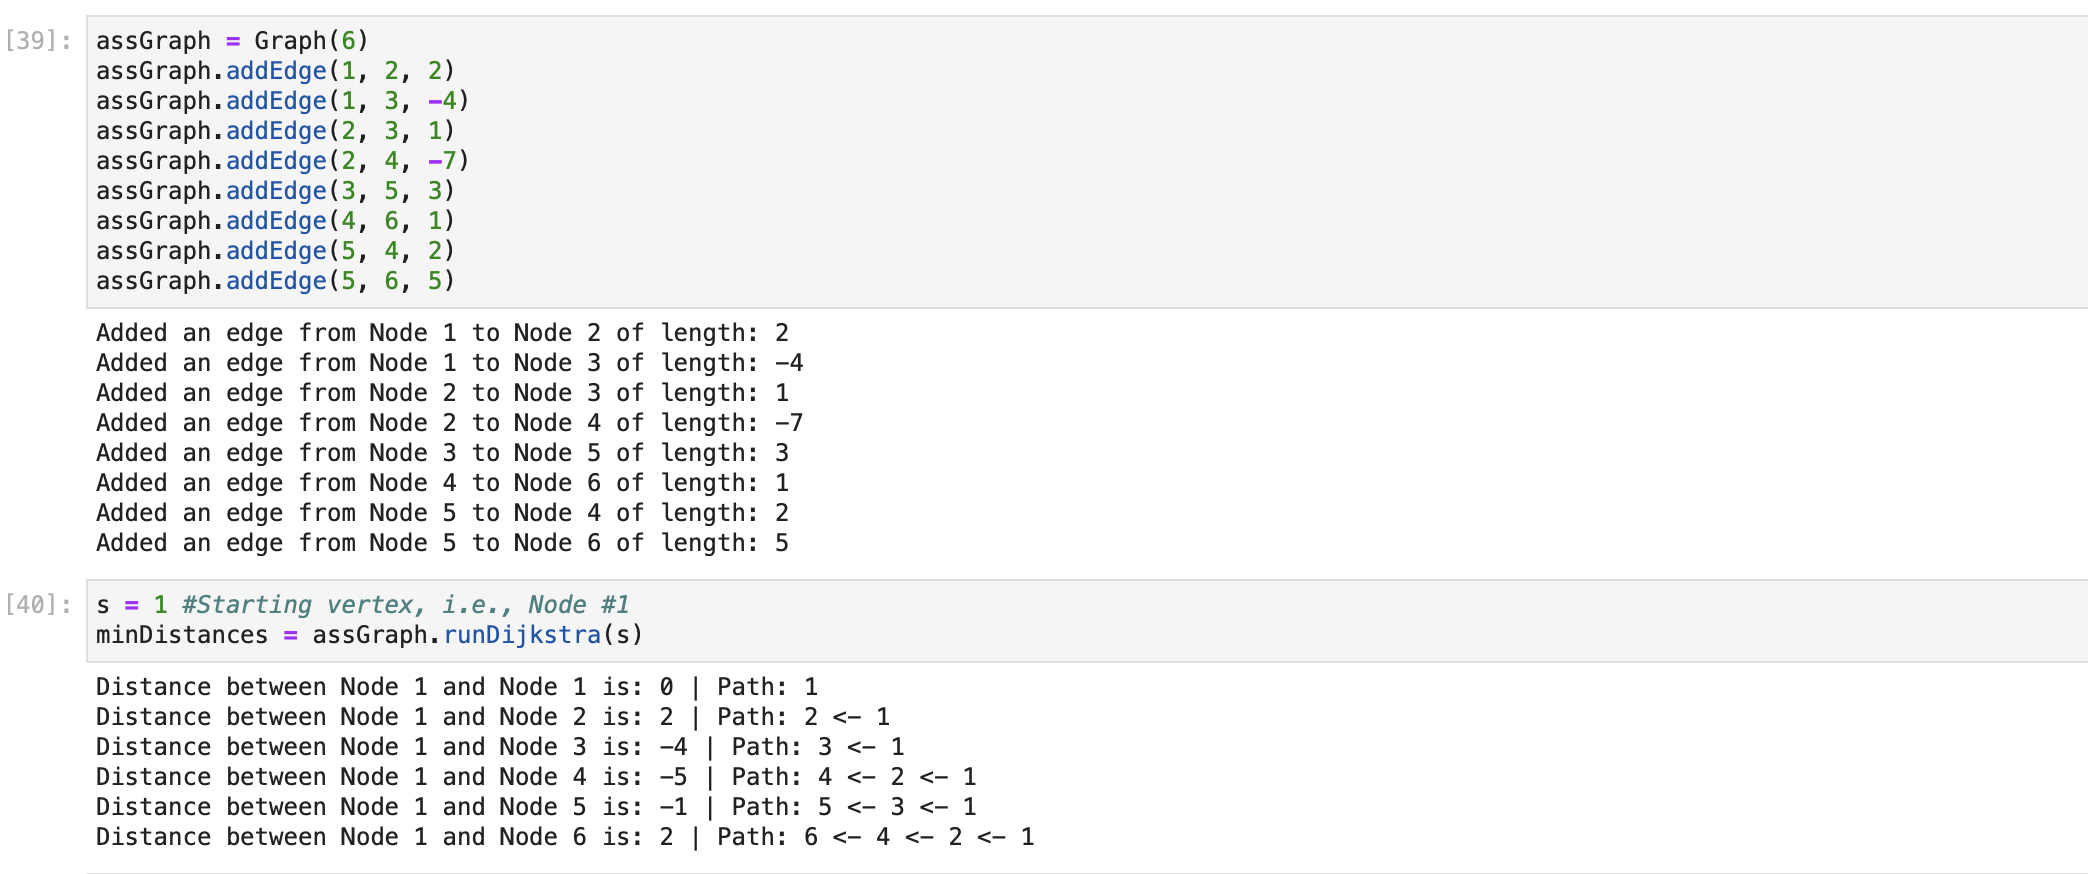 [39]: assGraph = Graph(6)
assGraph.addEdge(1, 2, 2)
assGraph.addEdge(1, 3, -4)
assGraph.addEdge(2, 3, 1)
assGraph.addEdge(2, 4, -7)
assGraph.addEdge(3, 5, 3)
assGraph.addEdge(4, 6, 1)
assGraph.addEdge(5, 4, 2)
assGraph.addEdge(5, 6, 5)
Added an edge from Node 1 to Node 2 of length: 2
Added an edge from Node 1 to Node 3 of length: -4
Added an edge from Node 2 to Node 3 of length: 1
Added an edge from Node 2 to Node 4 of length: -7
Added an edge from Node 3 to Node 5 of length: 3
Added an edge from Node 4 to Node 6 of length: 1
Added an edge from Node 5 to Node 4 of length: 2
Added an edge from Node 5 to Node 6 of length: 5
[40]: s = 1 #Starting vertex, i.e., Node #1
minDistances = assGraph.runDijkstra(s)
Distance between Node 1 and Node 1 is: 0 | Path: 1
Distance between Node 1 and Node 2 is: 2 | Path: 2 <- 1
Distance between Node 1 and Node 3 is: -4 | Path: 3 <- 1
Distance between Node 1 and Node 4 is: -5 | Path: 4 <- 2 <- 1
Distance between Node 1 and Node 5 is: -1 | Path: 5 <- 3 <- 1
Distance between Node 1 and Node 6 is: 2 | Path: 6 <- 4 <- 2 <- 1